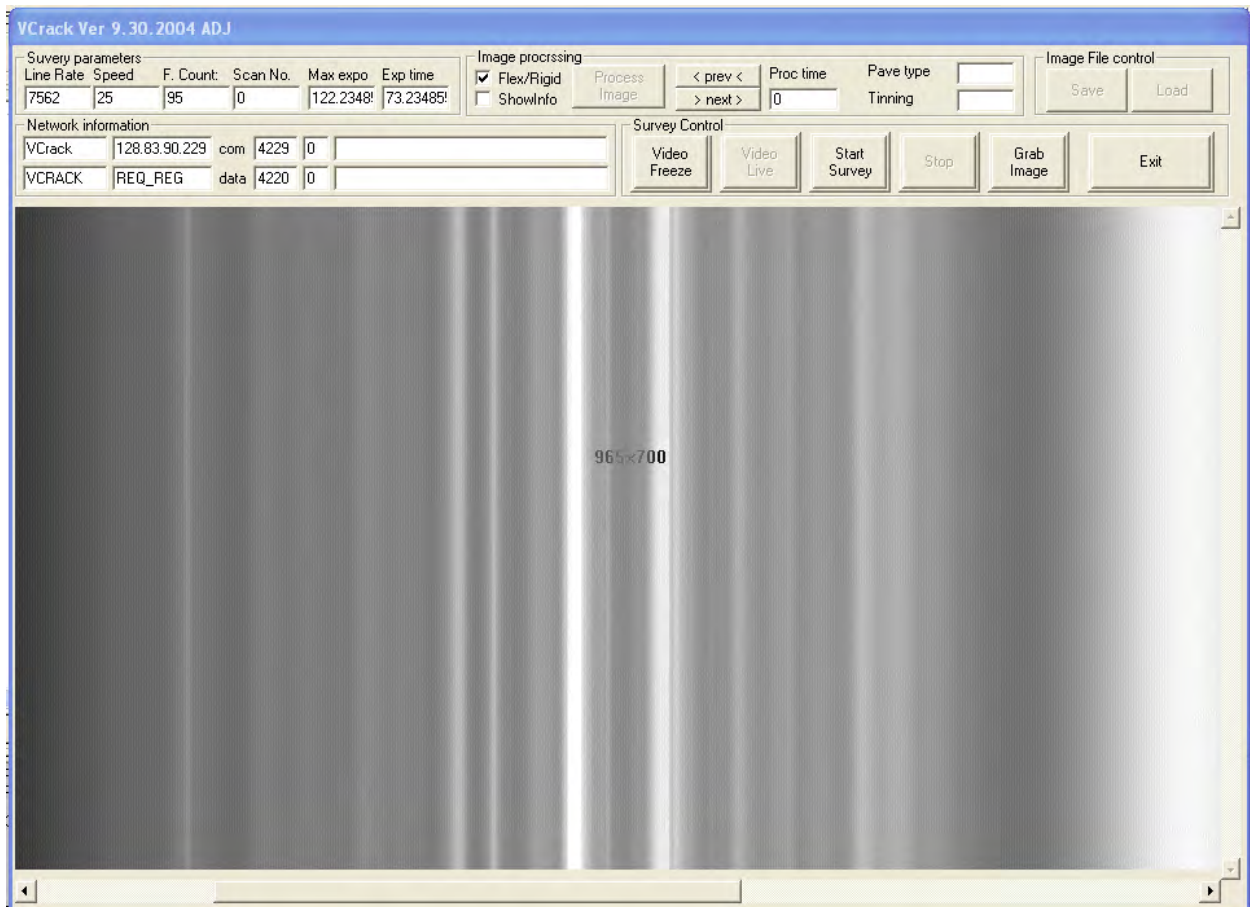 VCrack Ver 9.30.2004 ADJ
Suvery parameters
Line Rate Speed F. Count: Scan No. Max expo Exp time
7562 25 95 0 122.2348! 73.23485!
Image procrssing
Flex/Rigid
ShowInfo
Process
Image
< prev <
> next >
Proc time
0
Pave type
Tinning
Image File control
Save Load
Network information
VCrack 128.83.90.229 com 4229 0
VCRACK REQ_REG data 4220 0
Survey Control
Video
Freeze
Video
Live
Start
Survey
Stop
Grab
Image
Exit
965×700